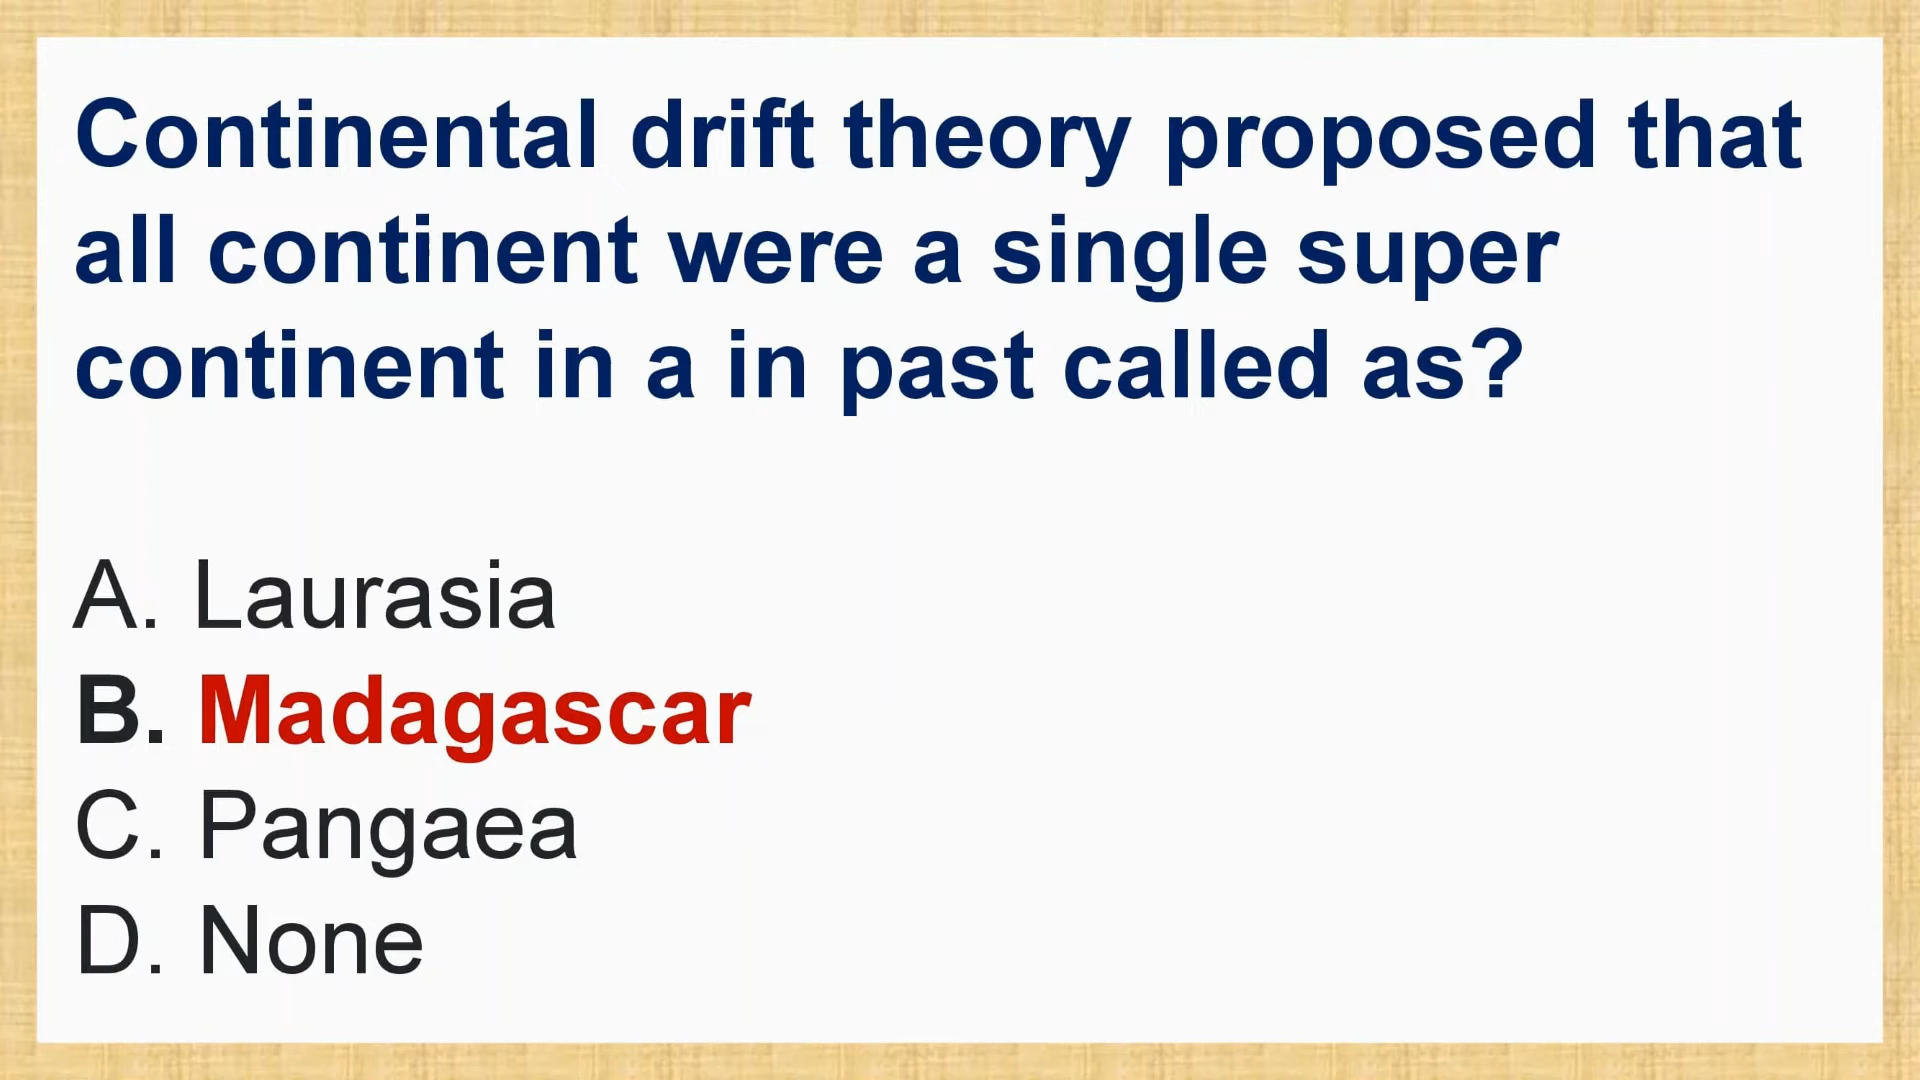 Continental drift theory proposed that
all continent were a single super
continent in a in past called as?
A. Laurasia
B. Madagascar
C. Pangaea
D. None